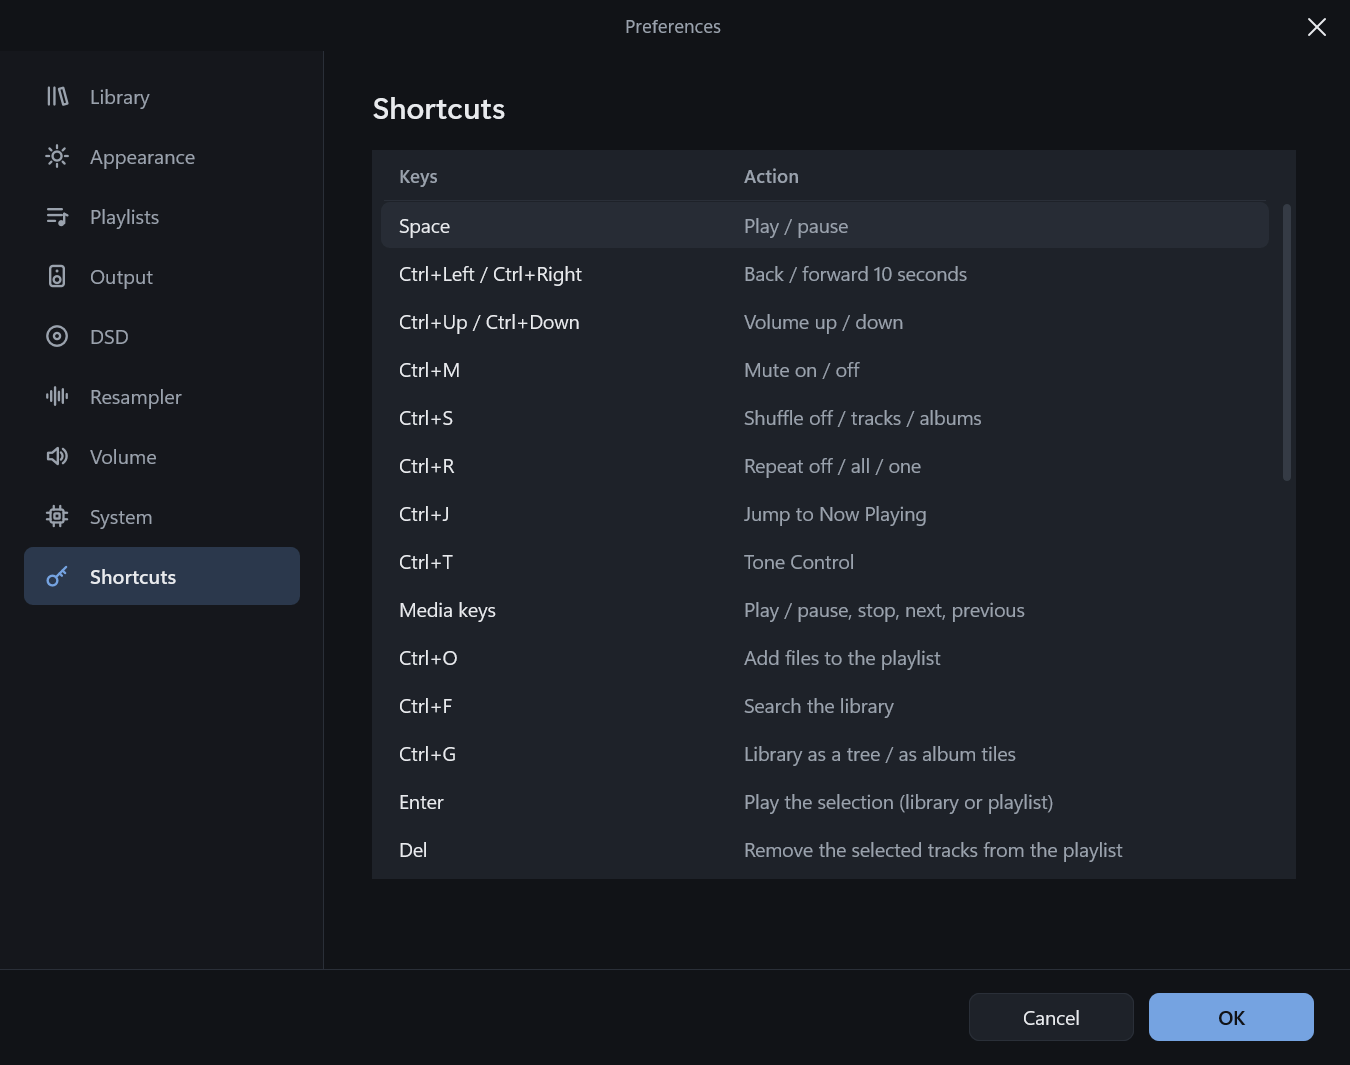 Preferences
Library
Appearance
Playlists
Output
DSD
Resampler
Volume
System
Shortcuts
Shortcuts
Keys Action
Space Play / pause
Ctrl+Left / Ctrl+Right Back / forward 10 seconds
Ctrl+Up / Ctrl+Down Volume up / down
Ctrl+M Mute on / off
Ctrl+S Shuffle off / tracks / albums
Ctrl+R Repeat off / all / one
Ctrl+J Jump to Now Playing
Ctrl+T Tone Control
Media keys Play / pause, stop, next, previous
Ctrl+O Add files to the playlist
Ctrl+F Search the library
Ctrl+G Library as a tree / as album tiles
Enter Play the selection (library or playlist)
Del Remove the selected tracks from the playlist
Cancel OK